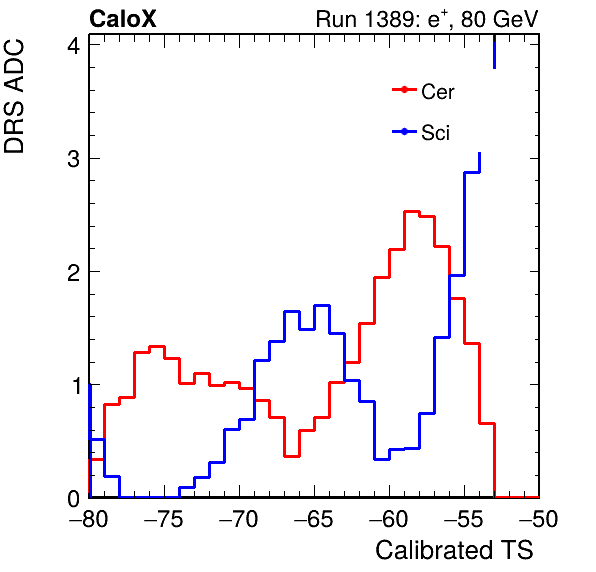 CaloX Run 1389: e⁺, 80 GeV
DRS ADC
4
3
2
1
0
Cer
Sci
−80 −75 −70 −65 −60 −55 −50
Calibrated TS